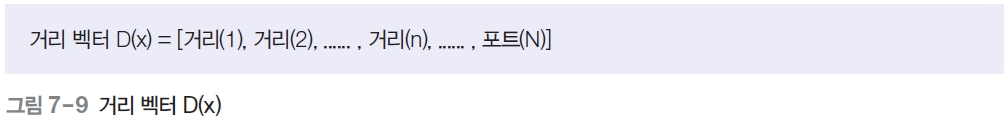 거리 벡터 D(x) = [거리(1), 거리(2), ...... , 거리(n), ...... , 포트(N)]
그림 7-9 거리 벡터 D(x)